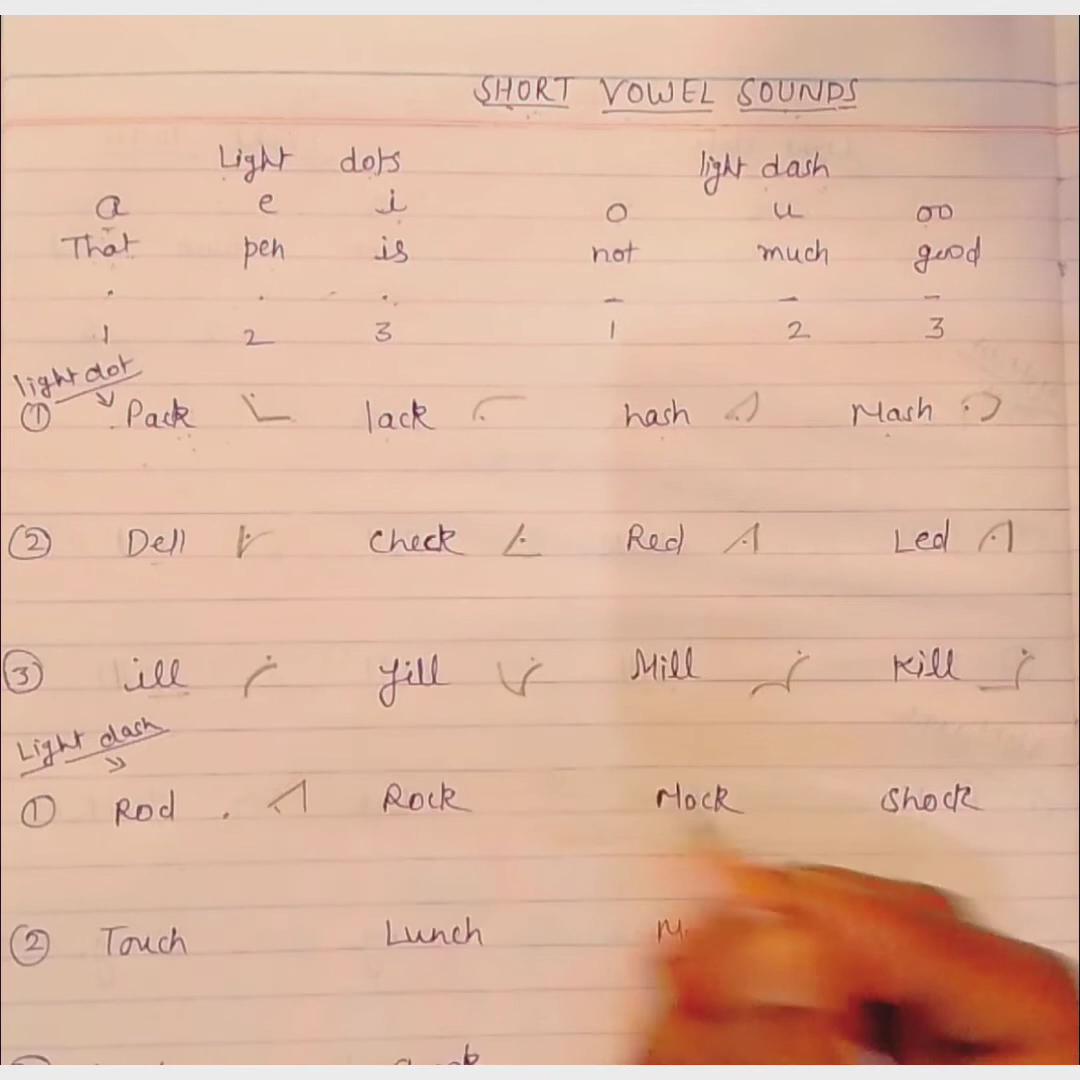 SHORT VOWEL SOUNDS
Light dots light dash
a e i o u oo
That pen is not much good
1 2 3 1 2 3
light dot
① Pack lack hash Mash
② Dell Check Red Led
③ ill Jill Mill Kill
Light dash
① Rod Rock Mock Shock
② Touch Lunch M